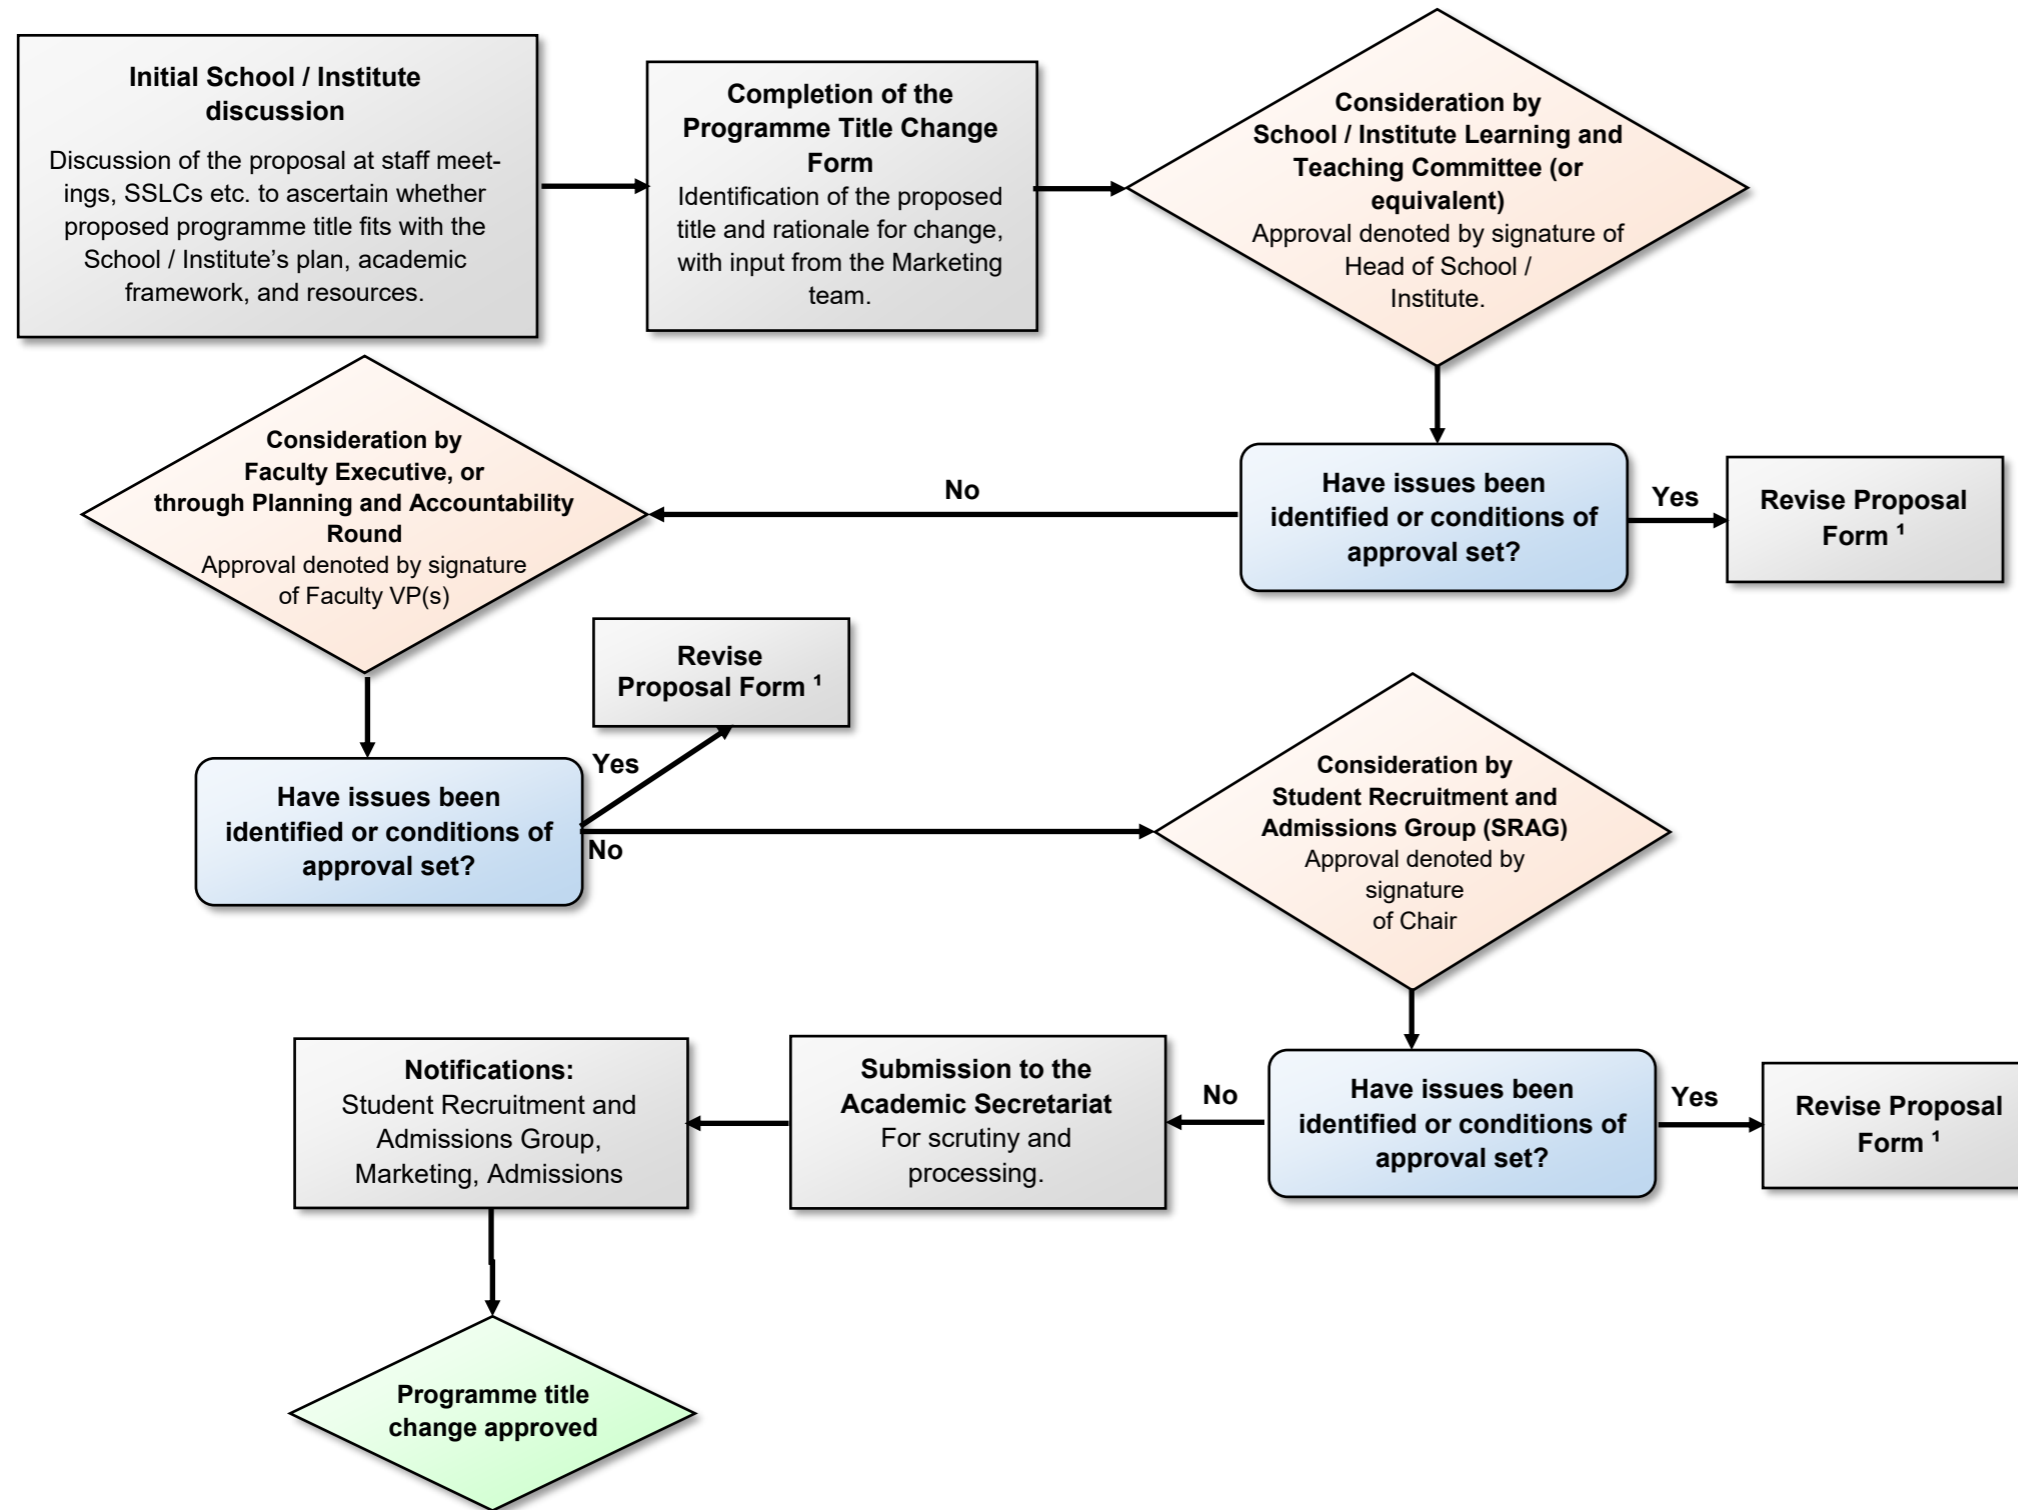 Initial School / Institute
discussion
Discussion of the proposal at staff meet-
ings, SSLCs etc. to ascertain whether
proposed programme title fits with the
School / Institute’s plan, academic
framework, and resources.
Completion of the
Programme Title Change
Form
Identification of the proposed
title and rationale for change,
with input from the Marketing
team.
Consideration by
School / Institute Learning and
Teaching Committee (or
equivalent)
Approval denoted by signature of
Head of School /
Institute.
Have issues been
identified or conditions of
approval set?
Yes
Revise Proposal
Form ¹
No
Consideration by
Faculty Executive, or
through Planning and Accountability
Round
Approval denoted by signature
of Faculty VP(s)
Have issues been
identified or conditions of
approval set?
Yes
Revise
Proposal Form ¹
No
Consideration by
Student Recruitment and
Admissions Group (SRAG)
Approval denoted by
signature
of Chair
Have issues been
identified or conditions of
approval set?
Yes
Revise Proposal
Form ¹
No
Submission to the
Academic Secretariat
For scrutiny and
processing.
Notifications:
Student Recruitment and
Admissions Group,
Marketing, Admissions
Programme title
change approved